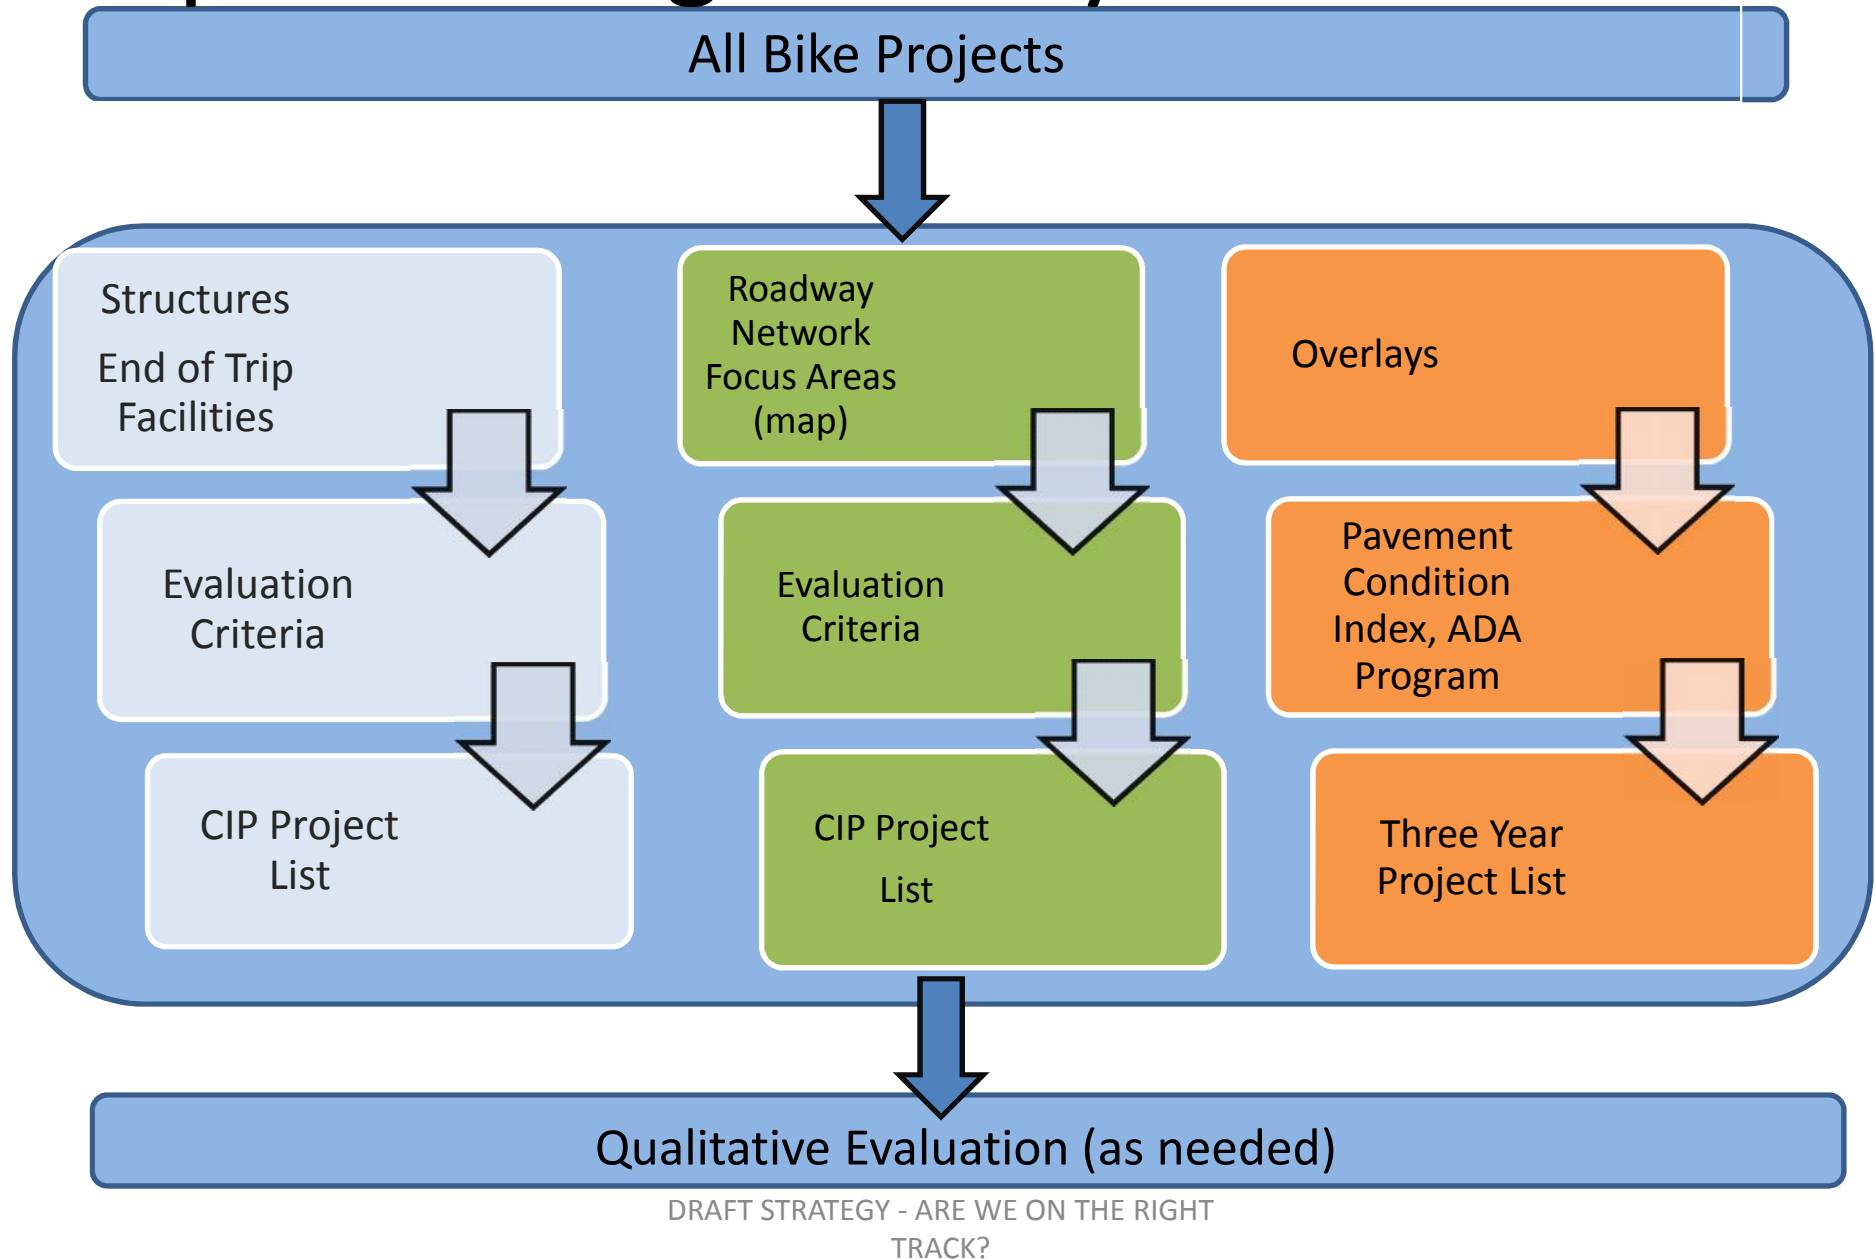 All Bike Projects
Structures
End of Trip
Facilities
Evaluation
Criteria
CIP Project
List
Roadway
Network
Focus Areas
(map)
Evaluation
Criteria
CIP Project
List
Overlays
Pavement
Condition
Index, ADA
Program
Three Year
Project List
Qualitative Evaluation (as needed)
DRAFT STRATEGY - ARE WE ON THE RIGHT
TRACK?